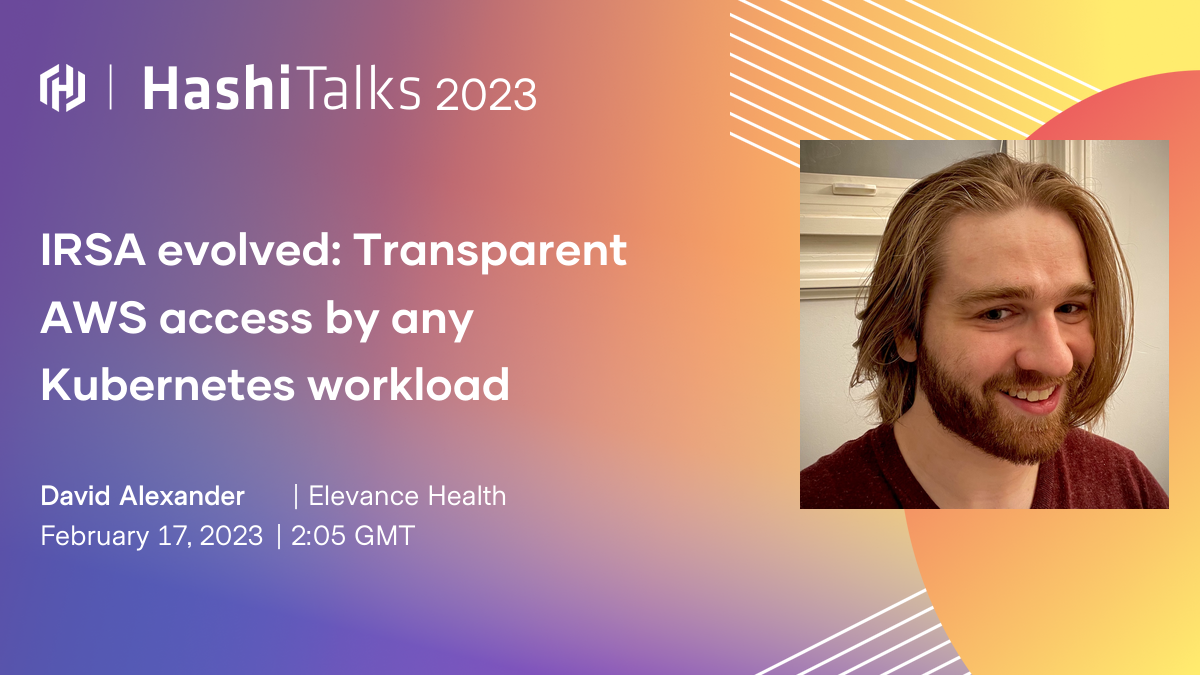 HashiTalks 2023
IRSA evolved: Transparent
AWS access by any
Kubernetes workload
David Alexander | Elevance Health
February 17, 2023 | 2:05 GMT